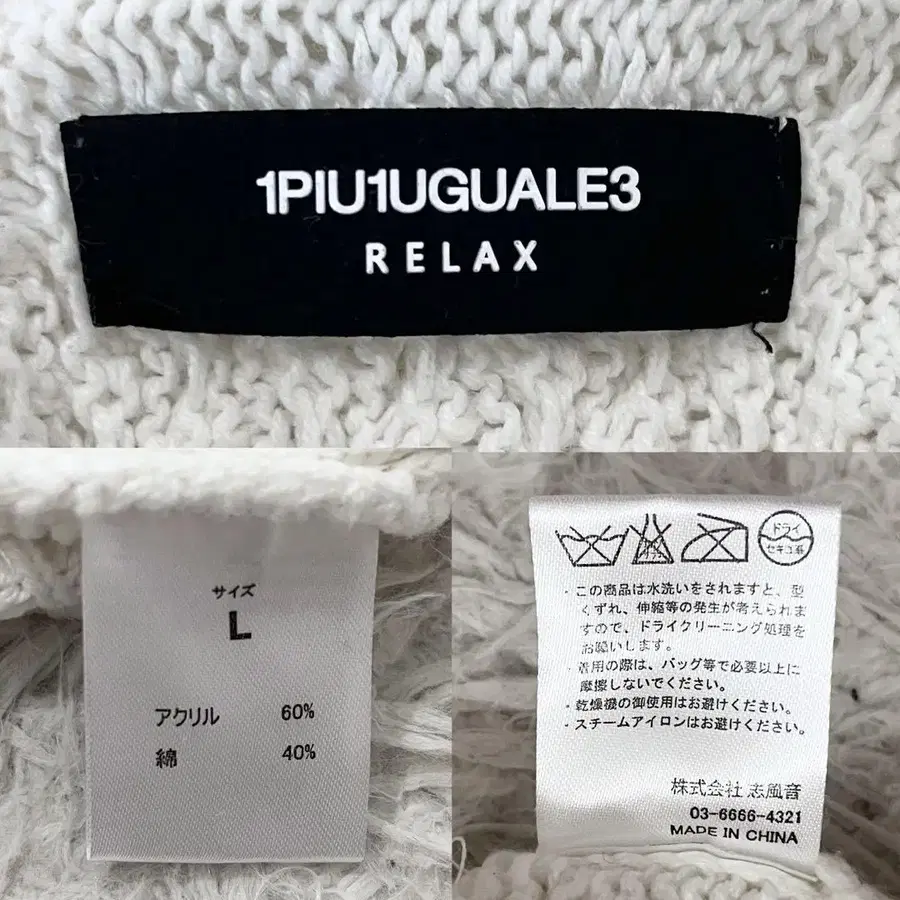 1PIU1UGUALE3
RELAX
サイズ
L
アクリル 60%
綿 40%
ドライ
セキユ系
・この商品は水洗いをされますと、型
くずれ、伸縮等の発生が考えられま
すので、ドライクリーニング処理を
お願いします。
・着用の際は、バッグ等で必要以上に
摩擦しないでください。
・乾燥機の御使用はお避けください。
・スチームアイロンはお避けください。
株式会社 志風音
03-6666-4321
MADE IN CHINA